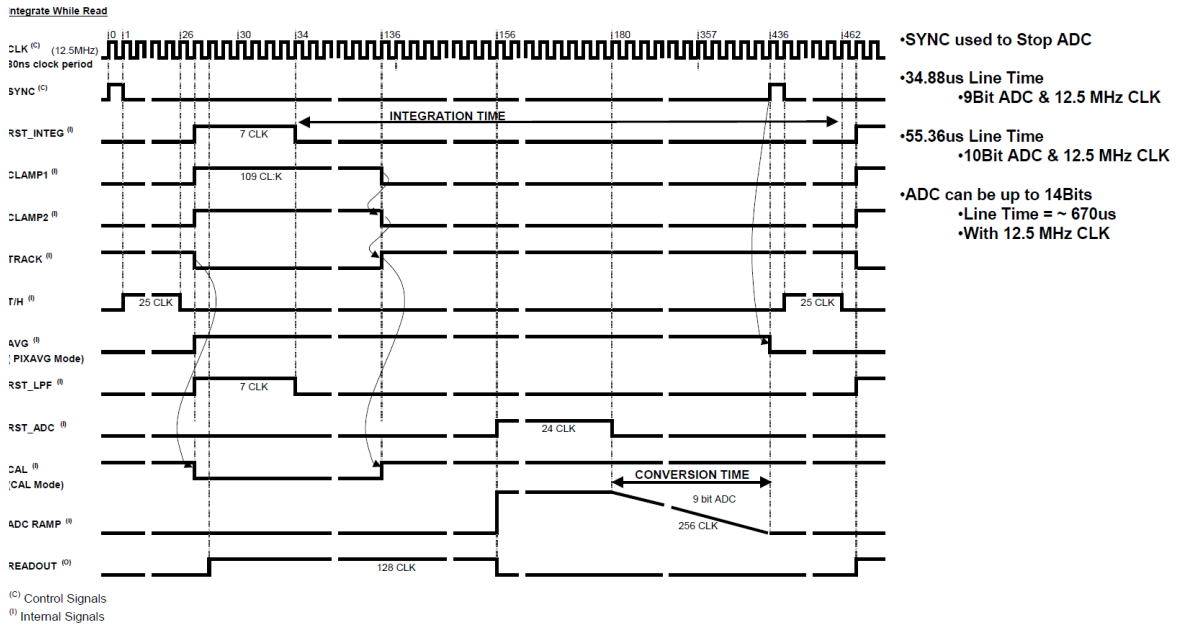 Integrate While Read
|0 |1 |26 |30 |34 |136 |156 |180 |357 |436 |462
CLK (C) (12.5MHz)
80ns clock period
SYNC (C)
RST_INTEG (I)
7 CLK
INTEGRATION TIME
CLAMP1 (I)
109 CL:K
CLAMP2 (I)
TRACK (I)
T/H (I)
25 CLK
25 CLK
AVG (I)
( PIXAVG Mode)
RST_LPF (I)
7 CLK
RST_ADC (I)
24 CLK
CAL (I)
(CAL Mode)
CONVERSION TIME
9 bit ADC
ADC RAMP (I)
256 CLK
READOUT (O)
128 CLK
(C) Control Signals
(I) Internal Signals
•SYNC used to Stop ADC
•34.88us Line Time
•9Bit ADC & 12.5 MHz CLK
•55.36us Line Time
•10Bit ADC & 12.5 MHz CLK
•ADC can be up to 14Bits
•Line Time = ~ 670us
•With 12.5 MHz CLK